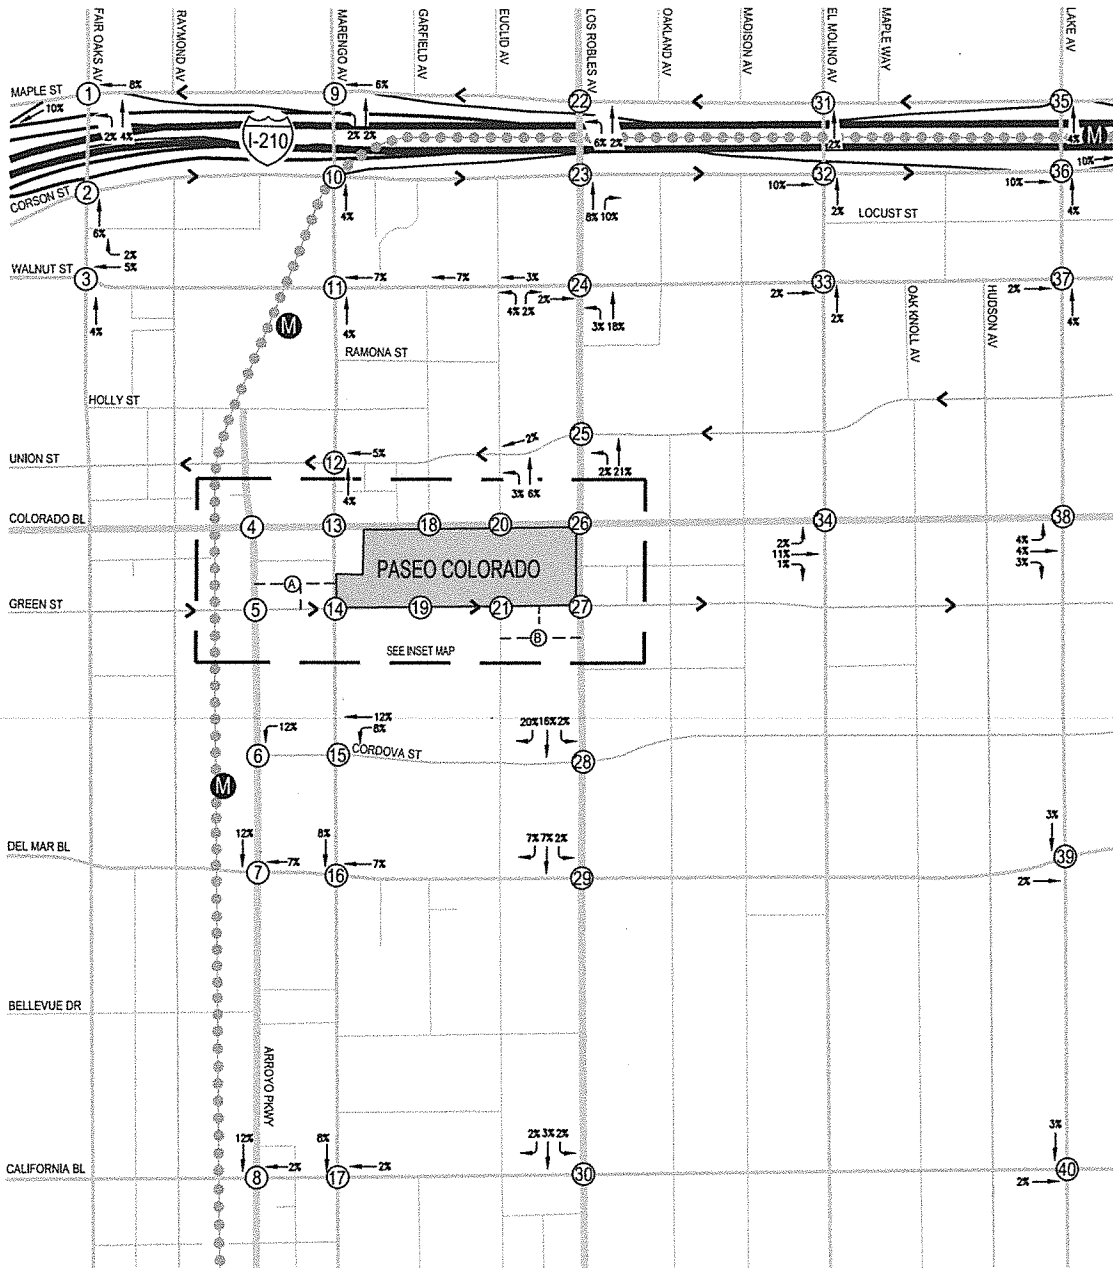 FAIR OAKS AV
RAYMOND AV
MARENGO AV
GARFIELD AV
EUCLID AV
LOS ROBLES AV
OAKLAND AV
MADISON AV
EL MOLINO AV
MAPLE WAY
LAKE AV
MAPLE ST
1
8%
9
6%
22
31
35
10%
2% 4%
2% 2%
6% 2%
2%
4%
M
I-210
10%
CORSON ST
2
10
23
10%
32
10%
36
6%
4%
8% 10%
2%
4%
LOCUST ST
2%
5%
WALNUT ST
3
7%
7%
3%
11
24
33
37
4% 2%
2%
2%
2%
4%
4%
3% 18%
2%
4%
M
OAK KNOLL AV
HUDSON AV
RAMONA ST
HOLLY ST
UNION ST
12
5%
2%
25
2% 21%
4%
3% 6%
COLORADO BL
4
13
18
20
26
34
38
2%
11%
1%
4%
4%
3%
PASEO COLORADO
A
GREEN ST
5
14
19
21
27
B
SEE INSET MAP
12%
12%
8%
20% 16% 2%
6
15
CORDOVA ST
28
M
DEL MAR BL
12%
7
7%
8%
16
7%
7% 7% 2%
29
3%
39
2%
BELLEVUE DR
ARROYO PKWY
CALIFORNIA BL
12%
8
2%
8%
17
2%
2% 3% 2%
30
3%
40
2%